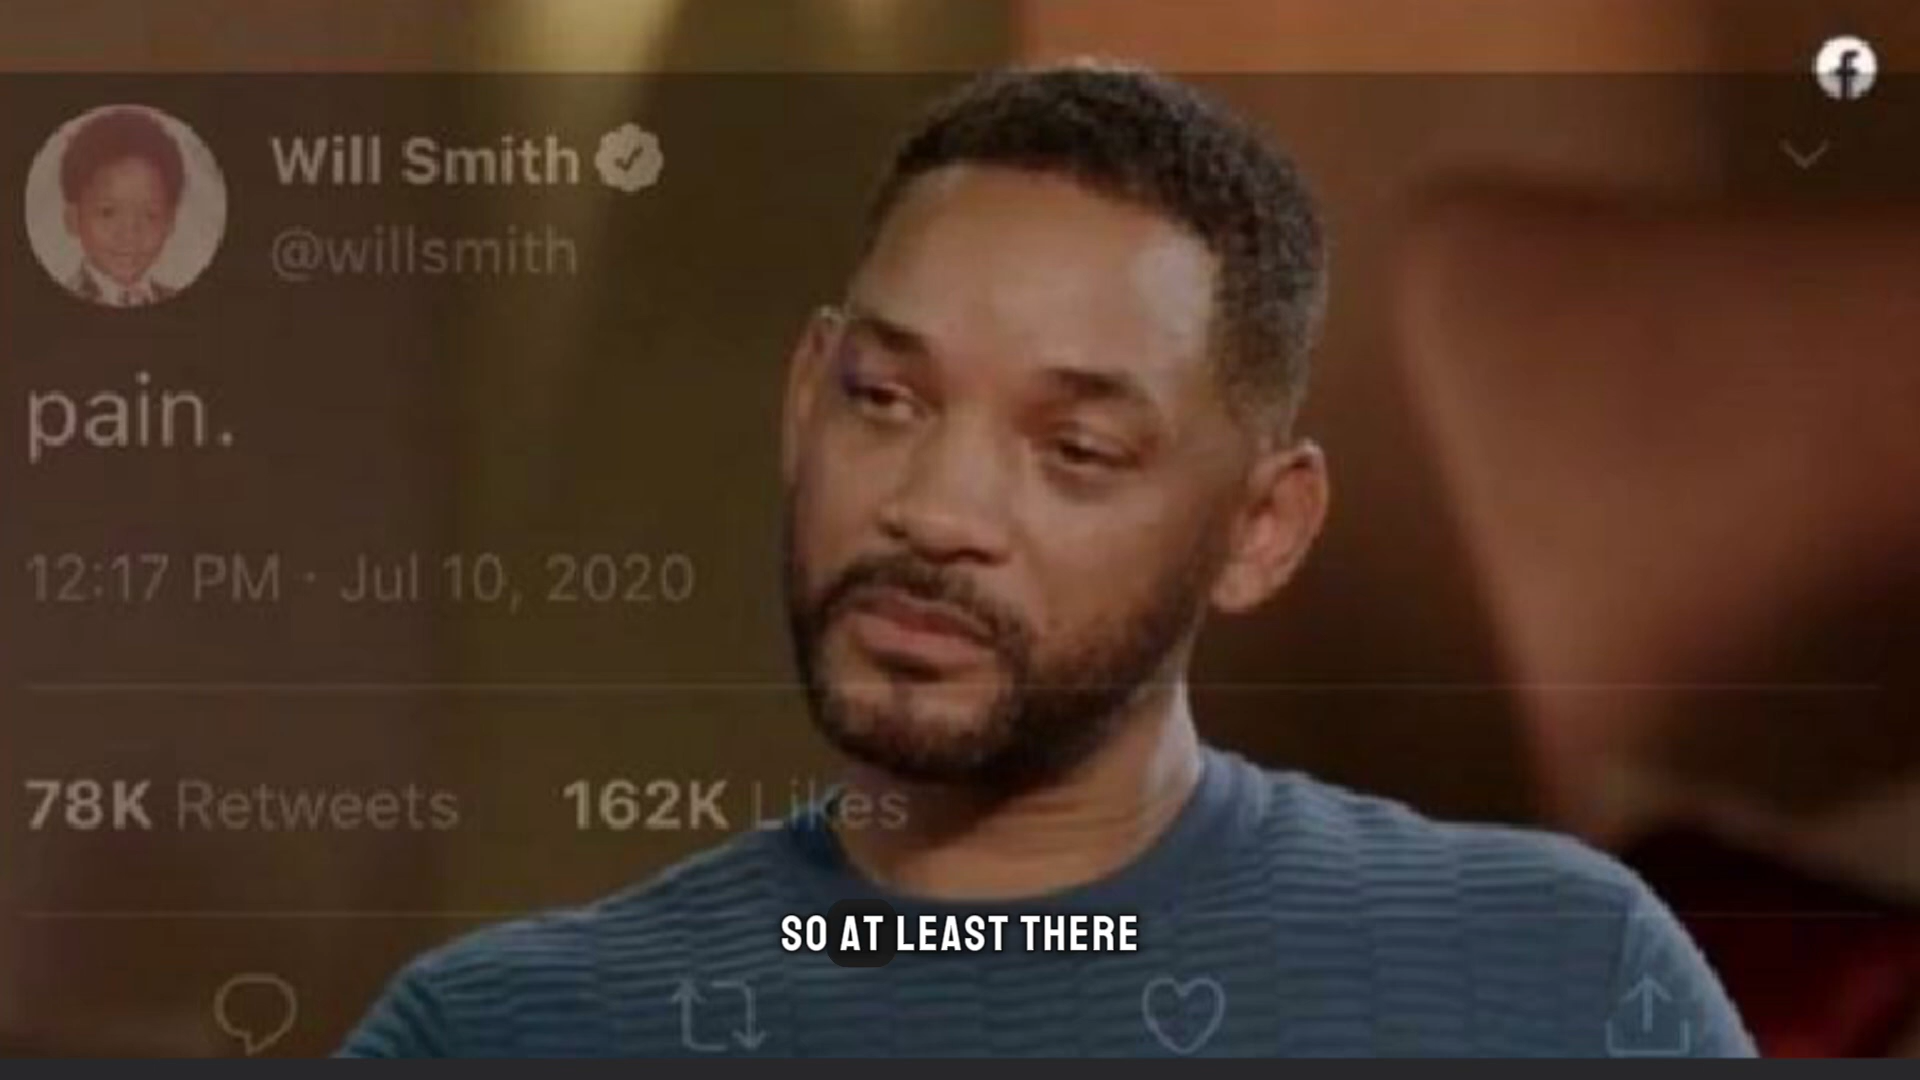 Will Smith
@willsmith
pain.
12:17 PM · Jul 10, 2020
78K Retweets 162K Likes
SO AT LEAST THERE